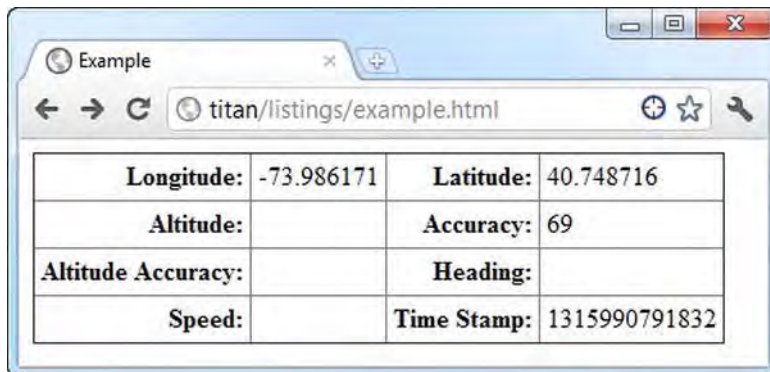 Example
titan/listings/example.html
Longitude: -73.986171 Latitude: 40.748716
Altitude: Accuracy: 69
Altitude Accuracy: Heading:
Speed: Time Stamp: 1315990791832